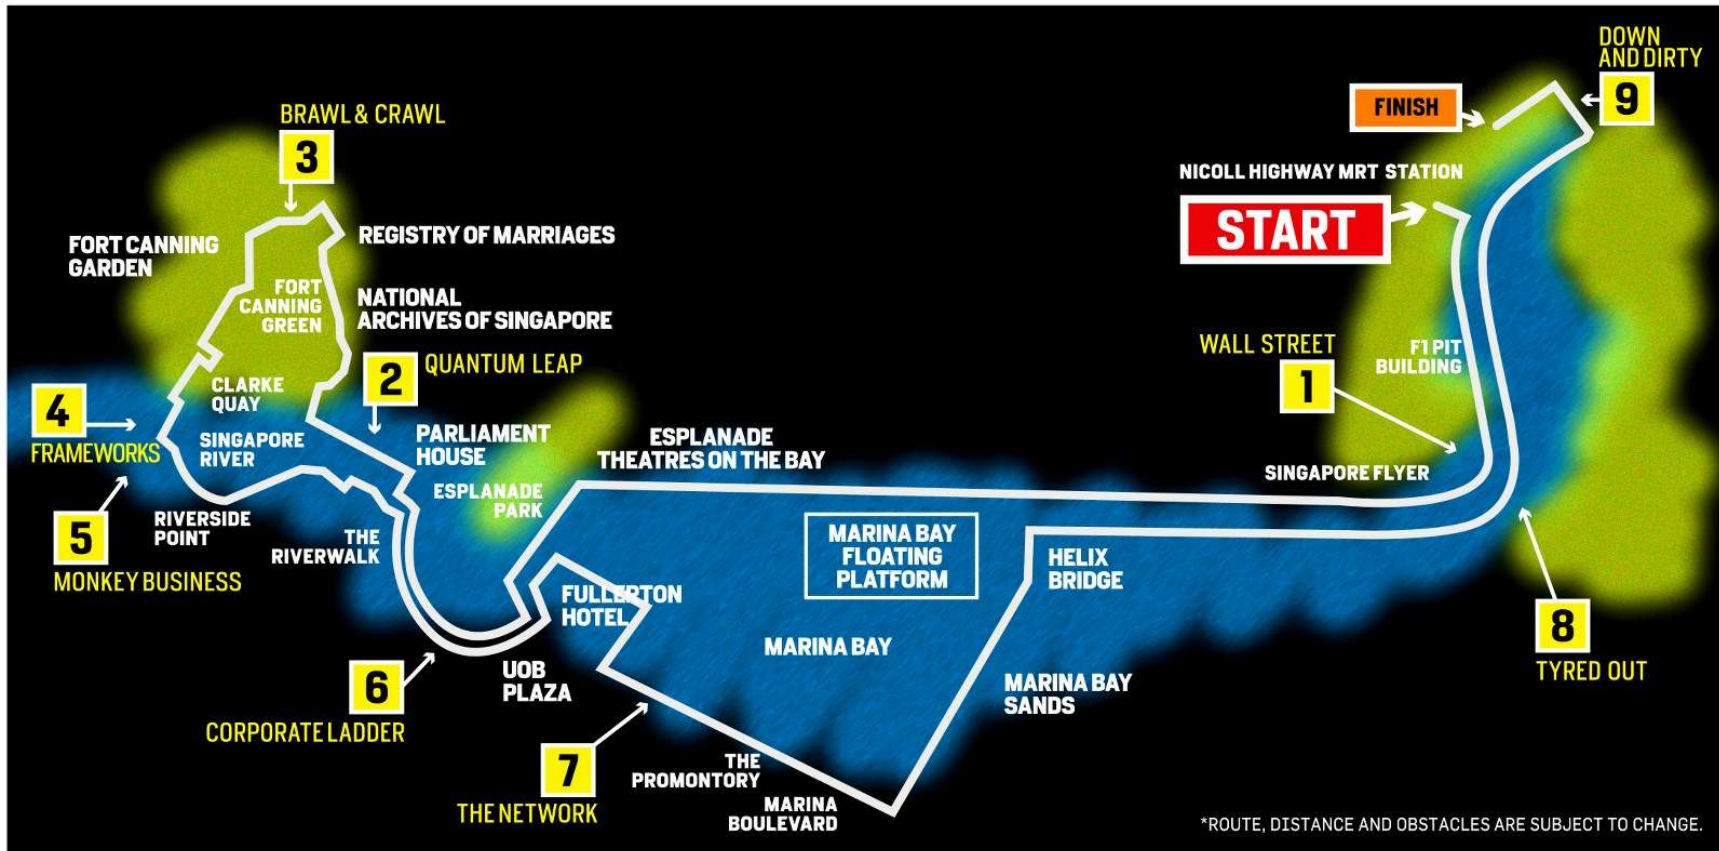 DOWN
AND DIRTY
9
FINISH
BRAWL & CRAWL
3
NICOLL HIGHWAY MRT STATION
START
REGISTRY OF MARRIAGES
FORT CANNING
GARDEN
FORT
CANNING
GREEN
NATIONAL
ARCHIVES OF SINGAPORE
WALL STREET
1
F1 PIT
BUILDING
2
QUANTUM LEAP
CLARKE
QUAY
4
FRAMEWORKS
SINGAPORE
RIVER
PARLIAMENT
HOUSE
ESPLANADE
THEATRES ON THE BAY
SINGAPORE FLYER
ESPLANADE
PARK
5
MONKEY BUSINESS
RIVERSIDE
POINT
THE
RIVERWALK
MARINA BAY
FLOATING
PLATFORM
HELIX
BRIDGE
FULLERTON
HOTEL
8
TYRED OUT
MARINA BAY
6
CORPORATE LADDER
UOB
PLAZA
MARINA BAY
SANDS
7
THE NETWORK
THE
PROMONTORY
MARINA
BOULEVARD
*ROUTE, DISTANCE AND OBSTACLES ARE SUBJECT TO CHANGE.